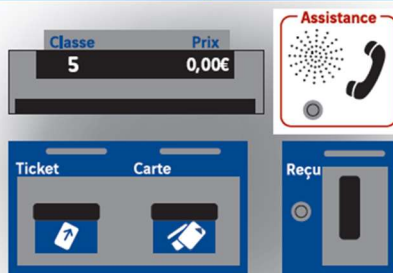 Assistance
Classe Prix
5 0,00€
Ticket Carte
Reçu